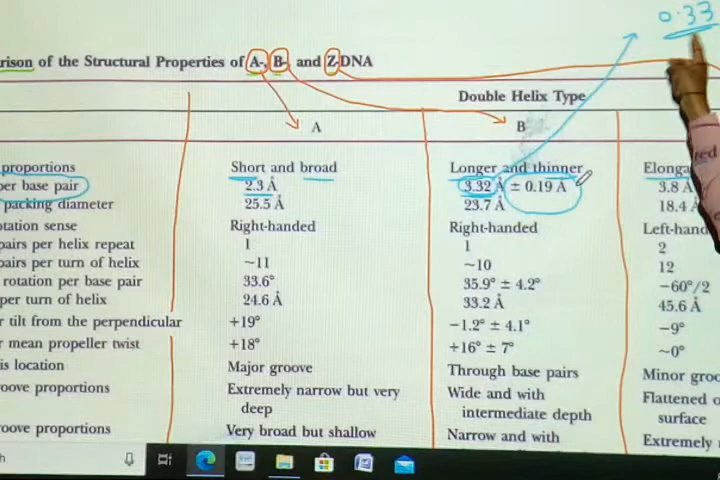 0.33
rison of the Structural Properties of A-, B- and Z-DNA
Double Helix Type
A B
proportions Short and broad Longer and thinner Elonga
per base pair 2.3 Å 3.32 Å ± 0.19 Å 3.8 Å
packing diameter 25.5 Å 23.7 Å 18.4 Å
otation sense Right-handed Right-handed Left-hand
pairs per helix repeat 1 1 2
pairs per turn of helix ~11 ~10 12
rotation per base pair 33.6° 35.9° ± 4.2° −60°/2
per turn of helix 24.6 Å 33.2 Å 45.6 Å
r tilt from the perpendicular +19° −1.2° ± 4.1° −9°
r mean propeller twist +18° +16° ± 7° ~0°
is location Major groove Through base pairs Minor groo
oove proportions Extremely narrow but very Wide and with Flattened o
deep intermediate depth surface
oove proportions Very broad but shallow Narrow and with Extremely